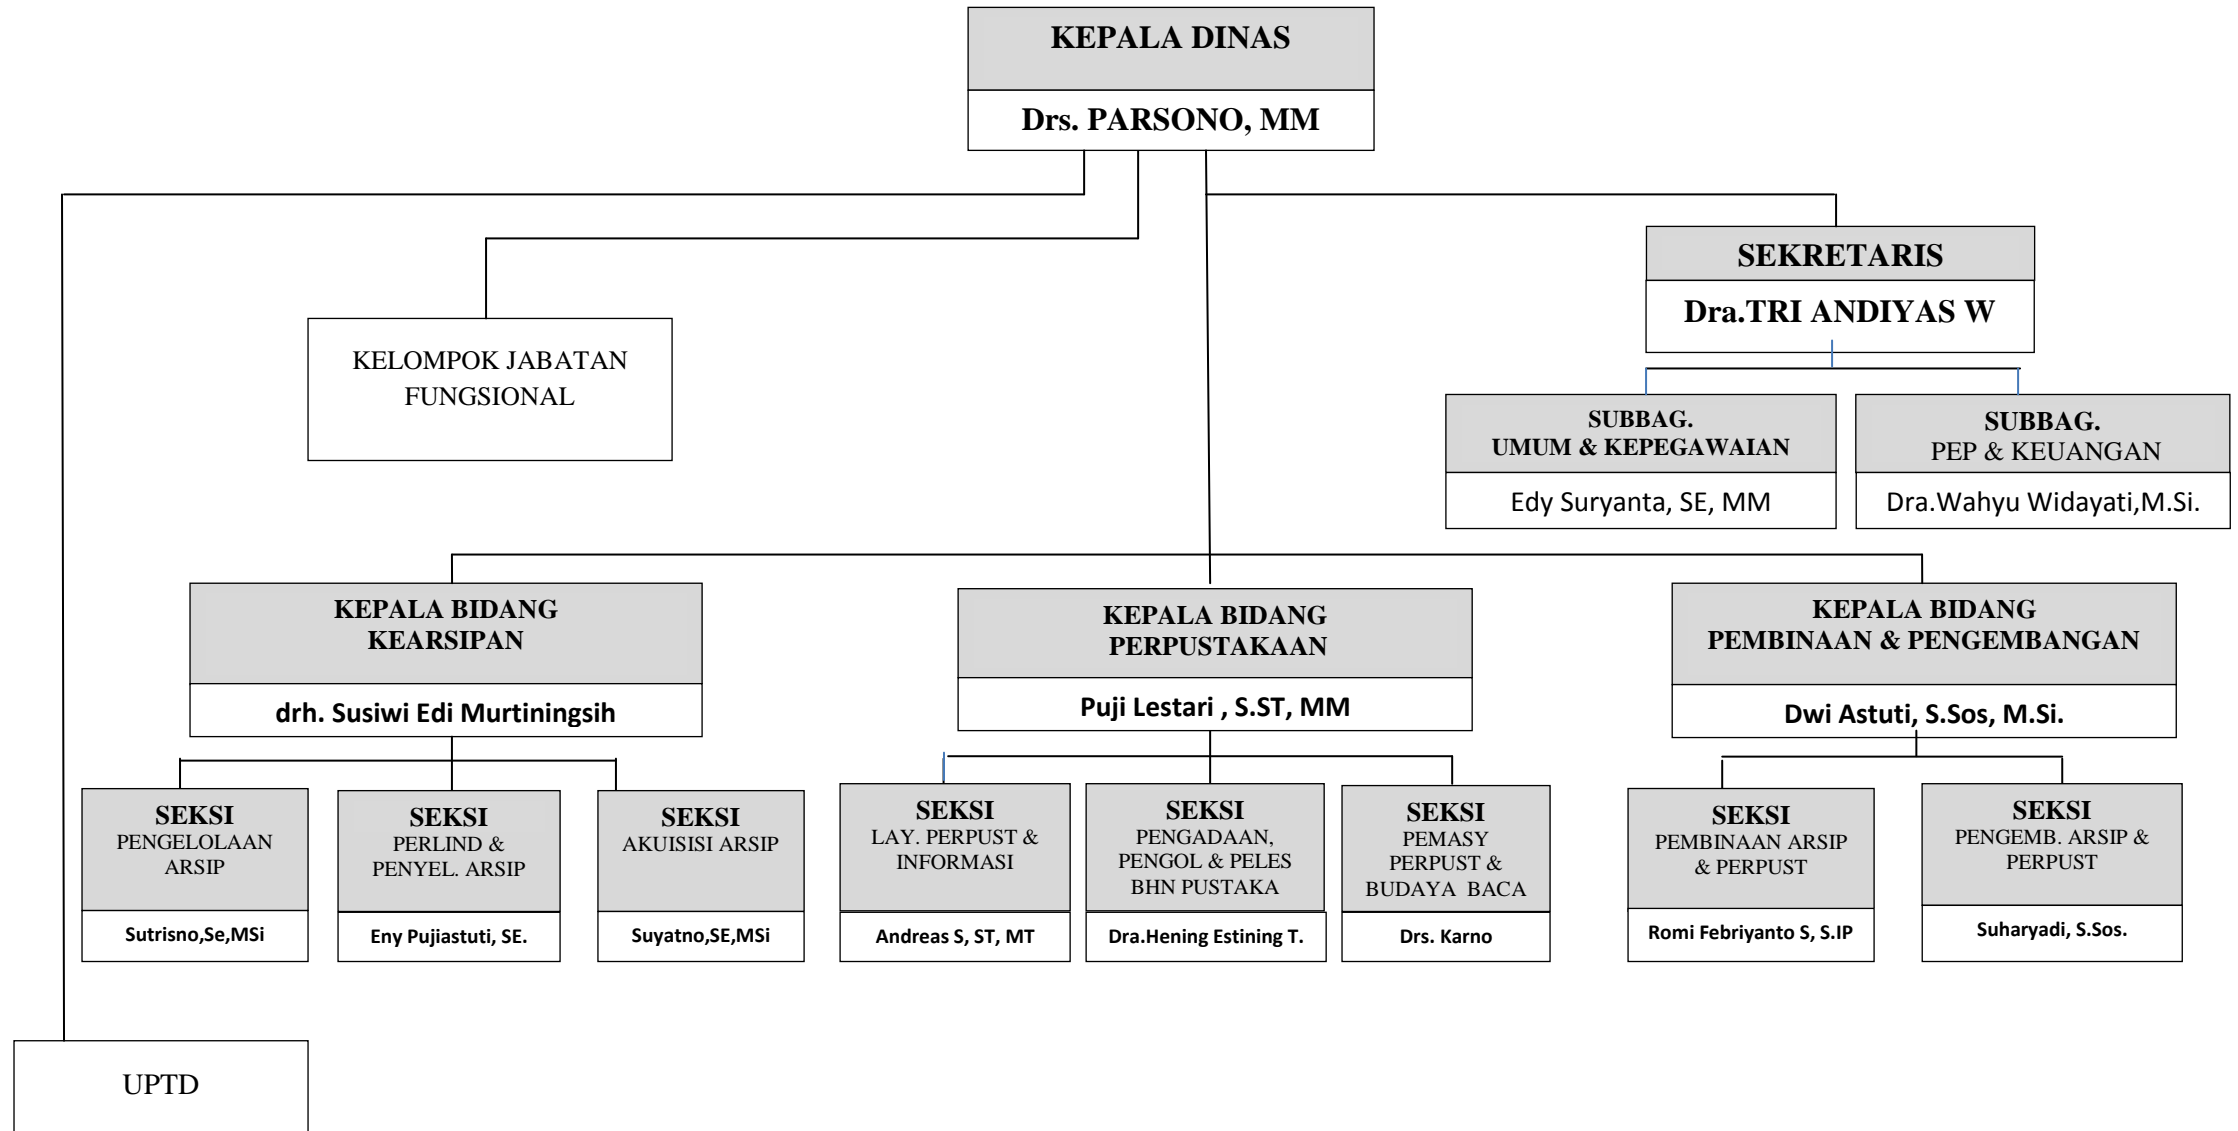 KEPALA DINAS
Drs. PARSONO, MM
SEKRETARIS
Dra.TRI ANDIYAS W
KELOMPOK JABATAN
FUNGSIONAL
SUBBAG.
UMUM & KEPEGAWAIAN
Edy Suryanta, SE, MM
SUBBAG.
PEP & KEUANGAN
Dra.Wahyu Widayati,M.Si.
KEPALA BIDANG
KEARSIPAN
drh. Susiwi Edi Murtiningsih
KEPALA BIDANG
PERPUSTAKAAN
Puji Lestari , S.ST, MM
KEPALA BIDANG
PEMBINAAN & PENGEMBANGAN
Dwi Astuti, S.Sos, M.Si.
SEKSI
PENGELOLAAN
ARSIP
Sutrisno,Se,MSi
SEKSI
PERLIND &
PENYEL. ARSIP
Eny Pujiastuti, SE.
SEKSI
AKUISISI ARSIP
Suyatno,SE,MSi
SEKSI
LAY. PERPUST &
INFORMASI
Andreas S, ST, MT
SEKSI
PENGADAAN,
PENGOL & PELES
BHN PUSTAKA
Dra.Hening Estining T.
SEKSI
PEMASY
PERPUST &
BUDAYA  BACA
Drs. Karno
SEKSI
PEMBINAAN ARSIP
& PERPUST
Romi Febriyanto S, S.IP
SEKSI
PENGEMB. ARSIP &
PERPUST
Suharyadi, S.Sos.
UPTD